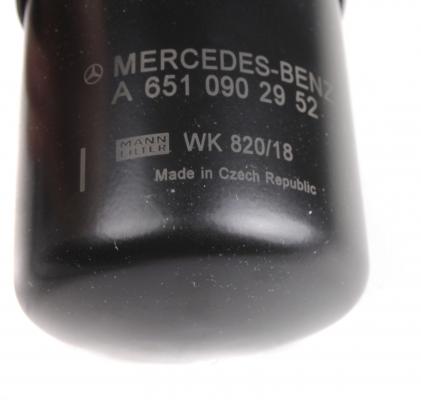 MERCEDES-BENZ
A 651 090 29 52
MANN FILTER WK 820/18
Made in Czech Republic